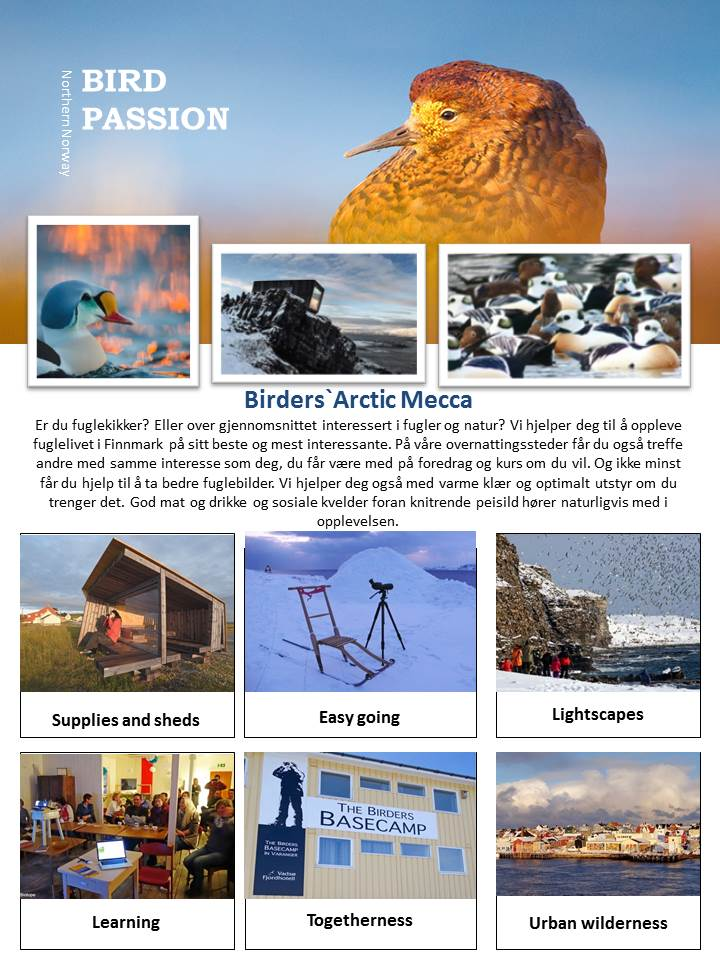 Northern Norway
BIRD
PASSION
Birders`Arctic Mecca
Er du fuglekikker? Eller over gjennomsnittet interessert i fugler og natur? Vi hjelper deg til å oppleve
fuglelivet i Finnmark på sitt beste og mest interessante. På våre overnattingssteder får du også treffe
andre med samme interesse som deg, du får være med på foredrag og kurs om du vil. Og ikke minst
får du hjelp til å ta bedre fuglebilder. Vi hjelper deg også med varme klær og optimalt utstyr om du
trenger det. God mat og drikke og sosiale kvelder foran knitrende peisild hører naturligvis med i
opplevelsen.
Supplies and sheds
Easy going
Lightscapes
THE BIRDERS
BASECAMP
THE BIRDERS
BASECAMP
IN VARANGER
Vadsø
Fjordhotell
Biotope
Learning
Togetherness
Urban wilderness